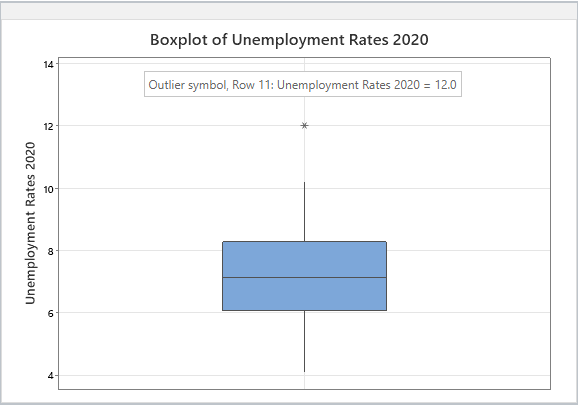 Boxplot of Unemployment Rates 2020
Outlier symbol, Row 11: Unemployment Rates 2020 = 12.0
Unemployment Rates 2020
14
12
10
8
6
4